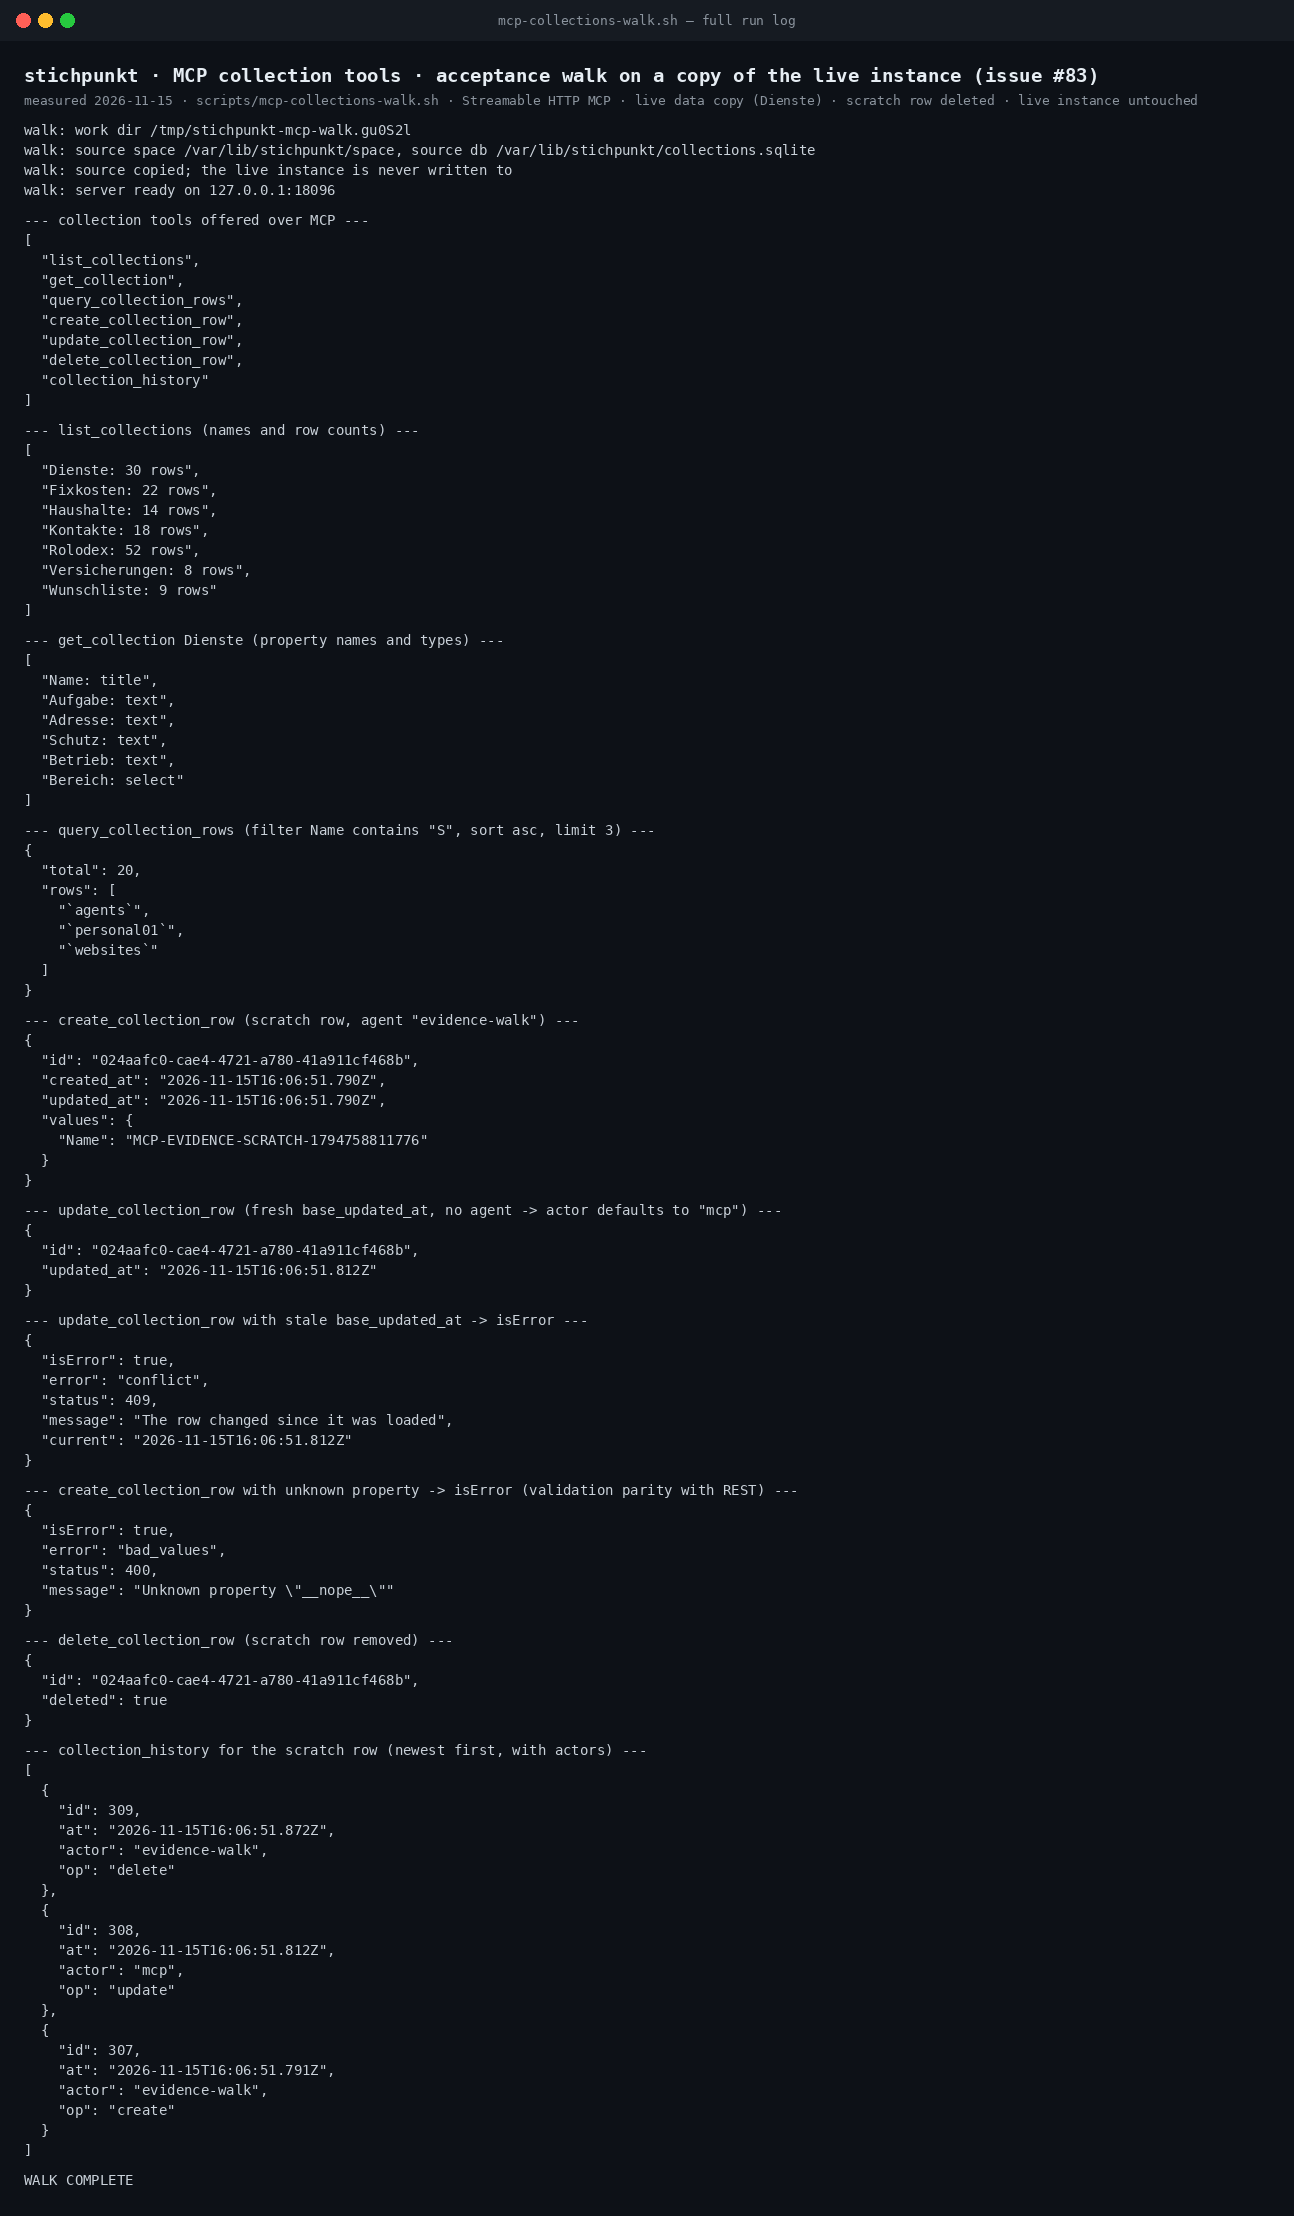 mcp-collections-walk.sh — full run log
stichpunkt · MCP collection tools · acceptance walk on a copy of the live instance (issue #83)
measured 2026-11-15 · scripts/mcp-collections-walk.sh · Streamable HTTP MCP · live data copy (Dienste) · scratch row deleted · live instance untouched
walk: work dir /tmp/stichpunkt-mcp-walk.gu0S2l
walk: source space /var/lib/stichpunkt/space, source db /var/lib/stichpunkt/collections.sqlite
walk: source copied; the live instance is never written to
walk: server ready on 127.0.0.1:18096
--- collection tools offered over MCP ---
[
  "list_collections",
  "get_collection",
  "query_collection_rows",
  "create_collection_row",
  "update_collection_row",
  "delete_collection_row",
  "collection_history"
]
--- list_collections (names and row counts) ---
[
  "Dienste: 30 rows",
  "Fixkosten: 22 rows",
  "Haushalte: 14 rows",
  "Kontakte: 18 rows",
  "Rolodex: 52 rows",
  "Versicherungen: 8 rows",
  "Wunschliste: 9 rows"
]
--- get_collection Dienste (property names and types) ---
[
  "Name: title",
  "Aufgabe: text",
  "Adresse: text",
  "Schutz: text",
  "Betrieb: text",
  "Bereich: select"
]
--- query_collection_rows (filter Name contains "S", sort asc, limit 3) ---
{
  "total": 20,
  "rows": [
    "`agents`",
    "`personal01`",
    "`websites`"
  ]
}
--- create_collection_row (scratch row, agent "evidence-walk") ---
{
  "id": "024aafc0-cae4-4721-a780-41a911cf468b",
  "created_at": "2026-11-15T16:06:51.790Z",
  "updated_at": "2026-11-15T16:06:51.790Z",
  "values": {
    "Name": "MCP-EVIDENCE-SCRATCH-1794758811776"
  }
}
--- update_collection_row (fresh base_updated_at, no agent -> actor defaults to "mcp") ---
{
  "id": "024aafc0-cae4-4721-a780-41a911cf468b",
  "updated_at": "2026-11-15T16:06:51.812Z"
}
--- update_collection_row with stale base_updated_at -> isError ---
{
  "isError": true,
  "error": "conflict",
  "status": 409,
  "message": "The row changed since it was loaded",
  "current": "2026-11-15T16:06:51.812Z"
}
--- create_collection_row with unknown property -> isError (validation parity with REST) ---
{
  "isError": true,
  "error": "bad_values",
  "status": 400,
  "message": "Unknown property \"__nope__\""
}
--- delete_collection_row (scratch row removed) ---
{
  "id": "024aafc0-cae4-4721-a780-41a911cf468b",
  "deleted": true
}
--- collection_history for the scratch row (newest first, with actors) ---
[
  {
    "id": 309,
    "at": "2026-11-15T16:06:51.872Z",
    "actor": "evidence-walk",
    "op": "delete"
  },
  {
    "id": 308,
    "at": "2026-11-15T16:06:51.812Z",
    "actor": "mcp",
    "op": "update"
  },
  {
    "id": 307,
    "at": "2026-11-15T16:06:51.791Z",
    "actor": "evidence-walk",
    "op": "create"
  }
]
WALK COMPLETE